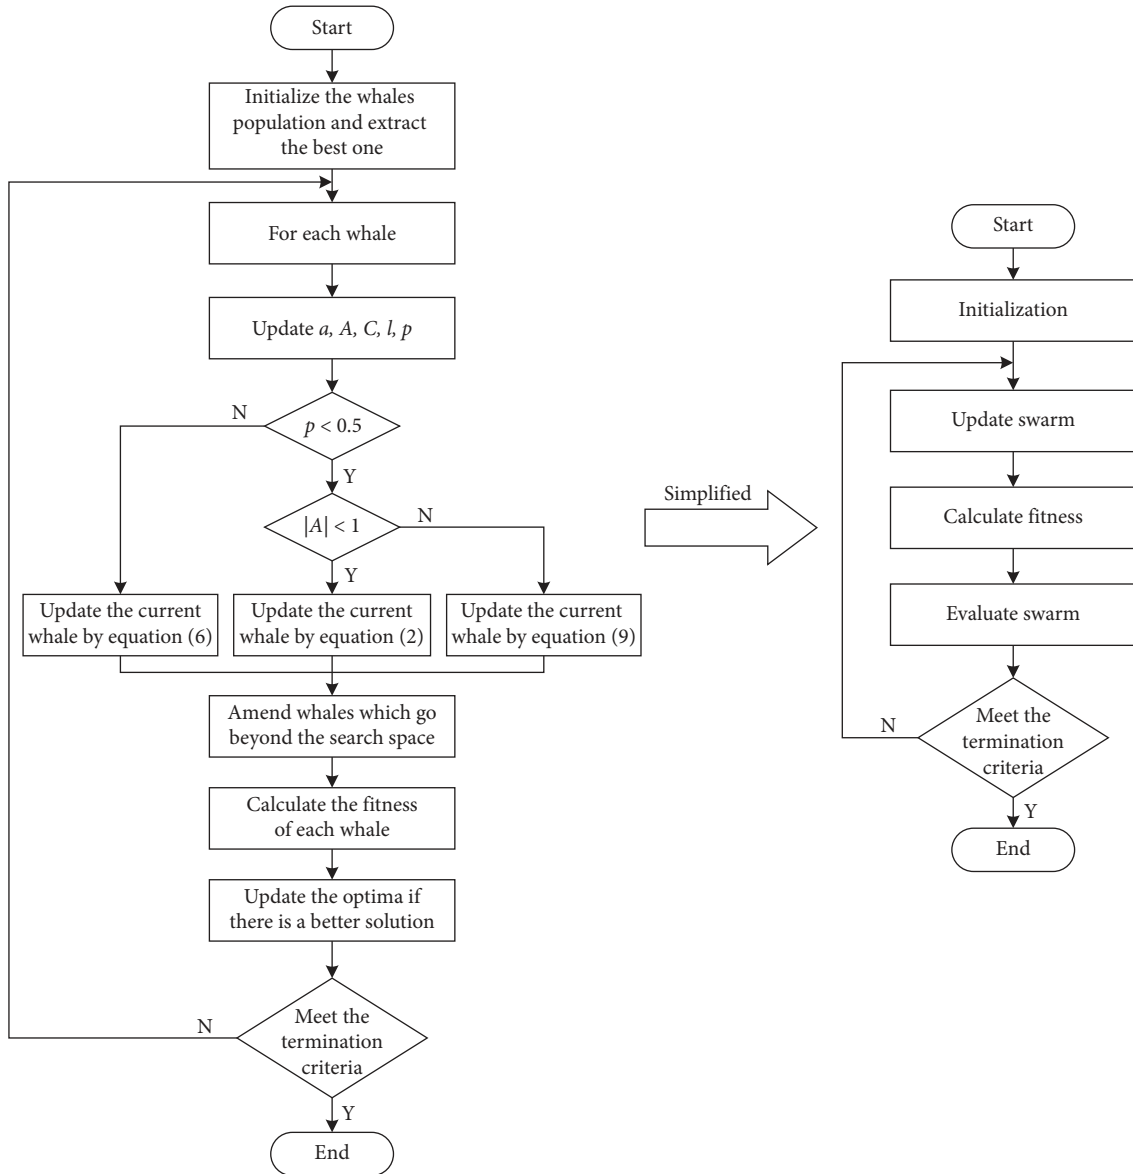 Start
Initialize the whales
population and extract
the best one
For each whale
Update a, A, C, l, p
N
p < 0.5
Y
|A| < 1
N
Y
Update the current
whale by equation (6)
Update the current
whale by equation (2)
Update the current
whale by equation (9)
Amend whales which go
beyond the search space
Calculate the fitness
of each whale
Update the optima if
there is a better solution
N
Meet the
termination
criteria
Y
End
Simplified
Start
Initialization
Update swarm
Calculate fitness
Evaluate swarm
N
Meet the
termination
criteria
Y
End